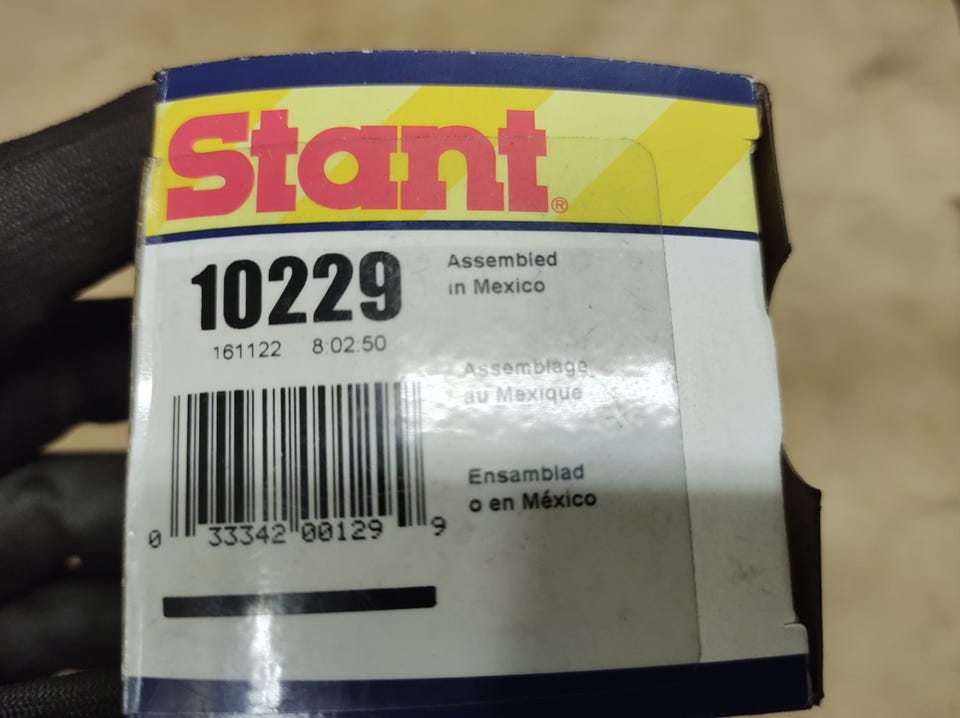 Stant®
10229
161122 8:02:50
Assembled
in Mexico
Assemblage
au Mexique
Ensamblad
o en México
0 33342 00129 9